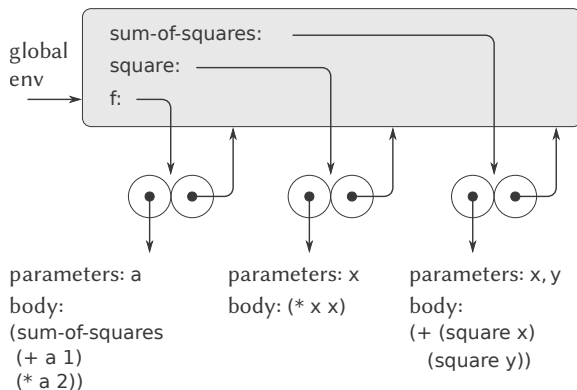 global
env
sum-of-squares:
square:
f:
parameters: a
body:
(sum-of-squares
(+ a 1)
(* a 2))
parameters: x
body: (* x x)
parameters: x, y
body:
(+ (square x)
(square y))